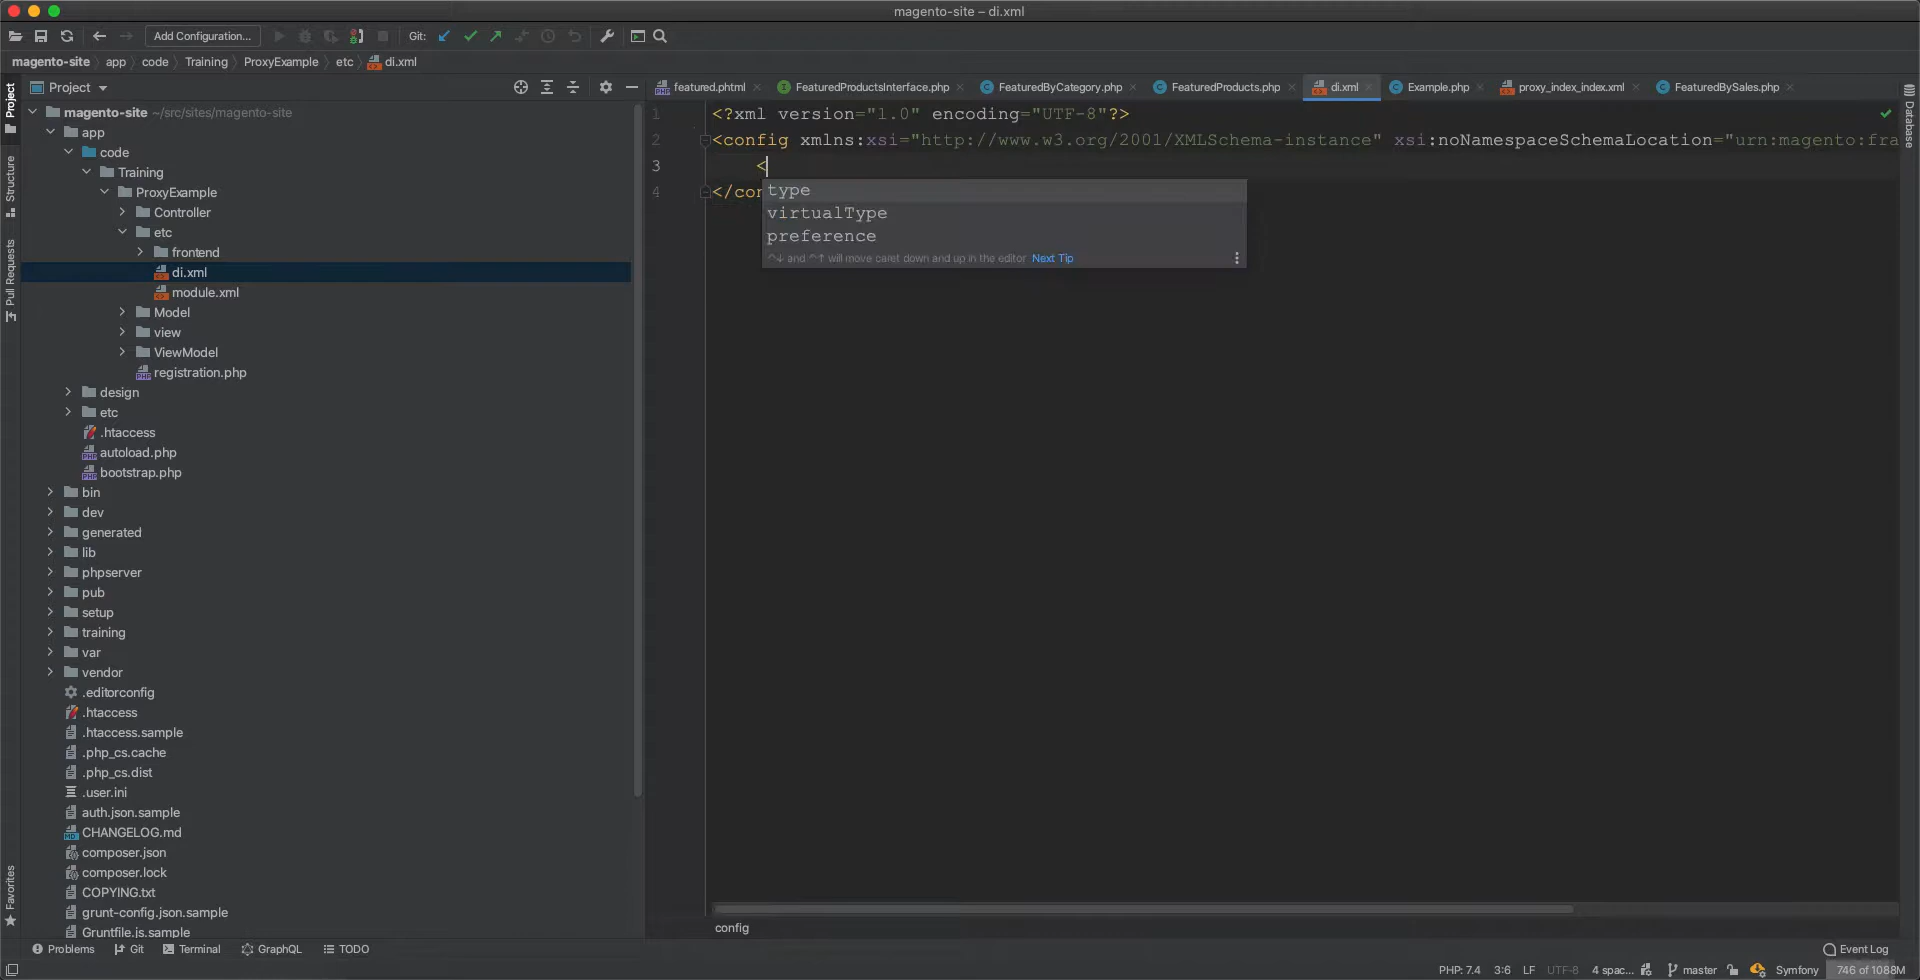 magento-site – di.xml
Add Configuration...
Git:
magento-site
app
code
Training
ProxyExample
etc
di.xml
Project
featured.phtml
FeaturedProductsInterface.php
FeaturedByCategory.php
FeaturedProducts.php
di.xml
Example.php
proxy_index_index.xml
FeaturedBySales.php
Project
Structure
Pull Requests
Favorites
Database
magento-site ~/src/sites/magento-site
app
code
Training
ProxyExample
Controller
etc
frontend
di.xml
module.xml
Model
view
ViewModel
registration.php
design
etc
.htaccess
autoload.php
bootstrap.php
bin
dev
generated
lib
phpserver
pub
setup
training
var
vendor
.editorconfig
.htaccess
.htaccess.sample
.php_cs.cache
.php_cs.dist
.user.ini
auth.json.sample
CHANGELOG.md
composer.json
composer.lock
COPYING.txt
grunt-config.json.sample
Gruntfile.js.sample
1 <?xml version="1.0" encoding="UTF-8"?>
2 <config xmlns:xsi="http://www.w3.org/2001/XMLSchema-instance" xsi:noNamespaceSchemaLocation="urn:magento:fra
3 <
4 </con
type
virtualType
preference
^↓ and ^↑ will move caret down and up in the editor Next Tip
config
Problems
Git
Terminal
GraphQL
TODO
Event Log
PHP: 7.4
3:6
LF
UTF-8
4 spac...
master
Symfony
746 of 1088M